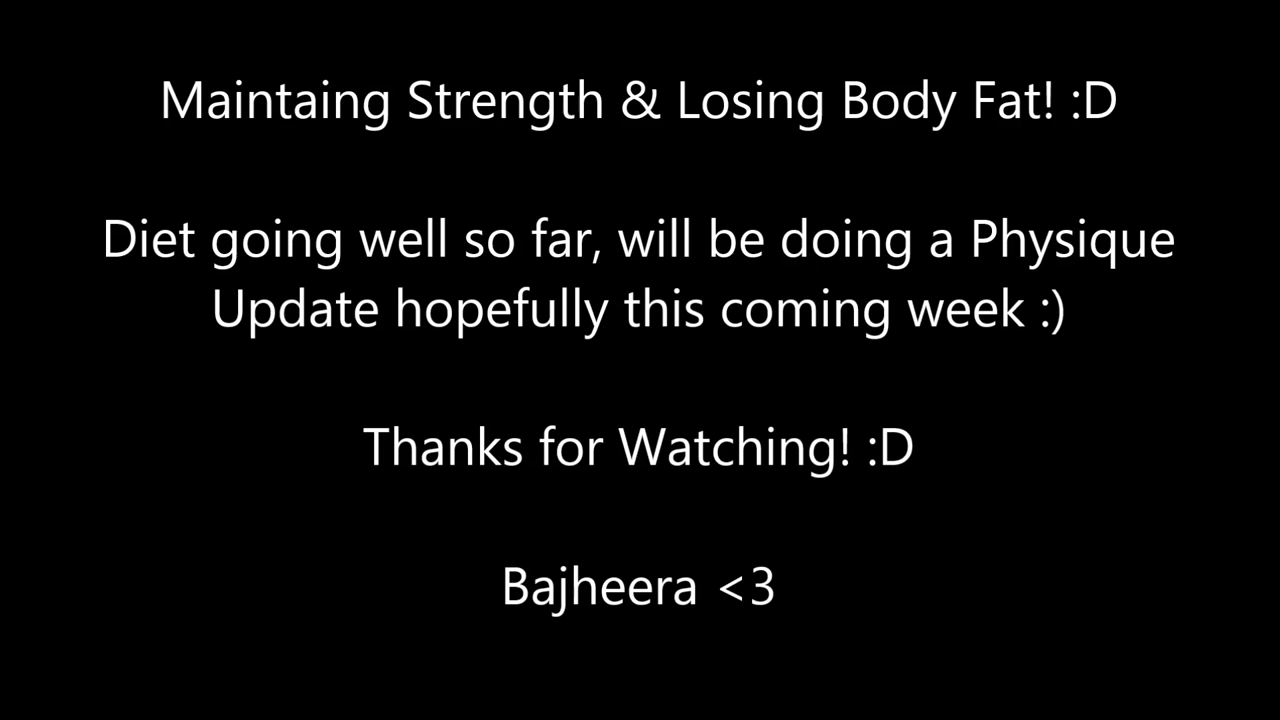 Maintaing Strength & Losing Body Fat! :D
Diet going well so far, will be doing a Physique
Update hopefully this coming week :)
Thanks for Watching! :D
Bajheera <3